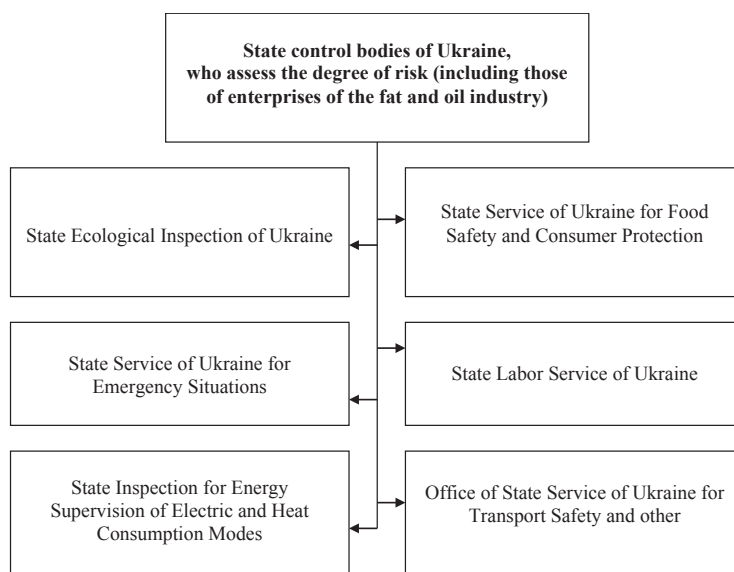 State control bodies of Ukraine,
who assess the degree of risk (including those
of enterprises of the fat and oil industry)
State Ecological Inspection of Ukraine
State Service of Ukraine for Food
Safety and Consumer Protection
State Service of Ukraine for
Emergency Situations
State Labor Service of Ukraine
State Inspection for Energy
Supervision of Electric and Heat
Consumption Modes
Office of State Service of Ukraine for
Transport Safety and other